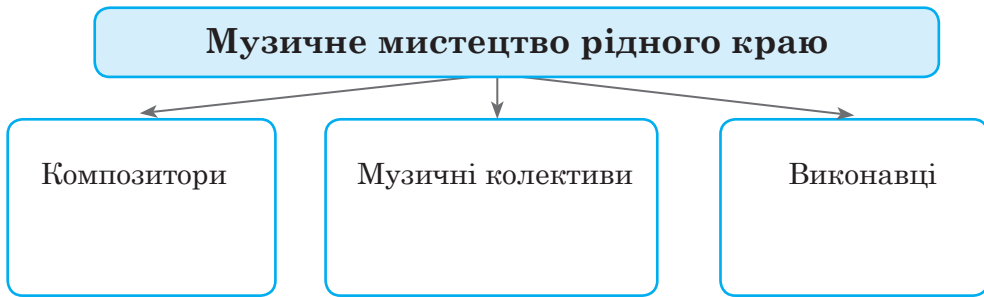 Музичне мистецтво рідного краю
Композитори
Музичні колективи
Виконавці